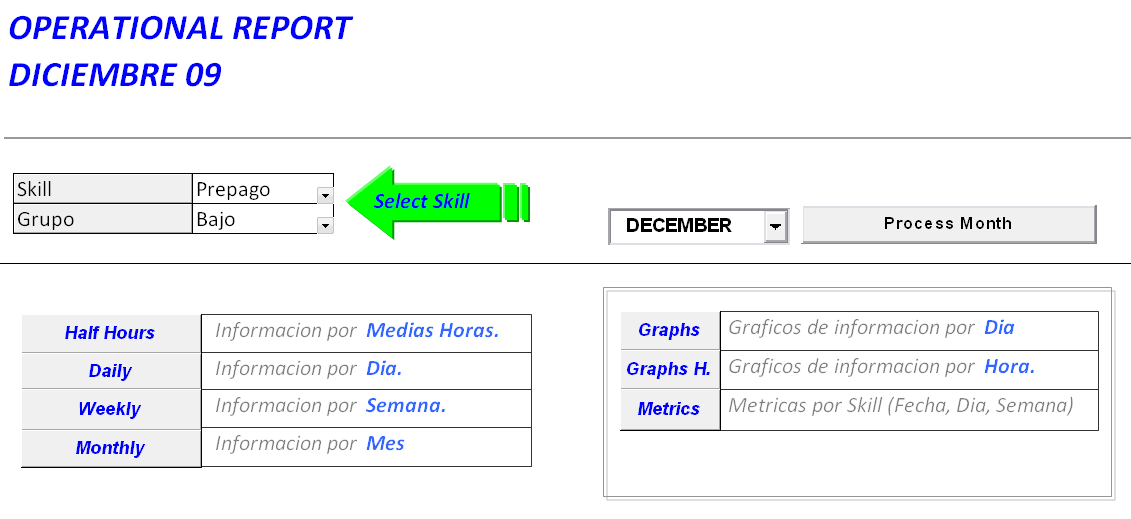 OPERATIONAL REPORT
DICIEMBRE 09
Skill Prepago
Grupo Bajo
Select Skill
DECEMBER
Process Month
Half Hours Informacion por Medias Horas.
Daily Informacion por Dia.
Weekly Informacion por Semana.
Monthly Informacion por Mes
Graphs Graficos de informacion por Dia
Graphs H. Graficos de informacion por Hora.
Metrics Metricas por Skill (Fecha, Dia, Semana)